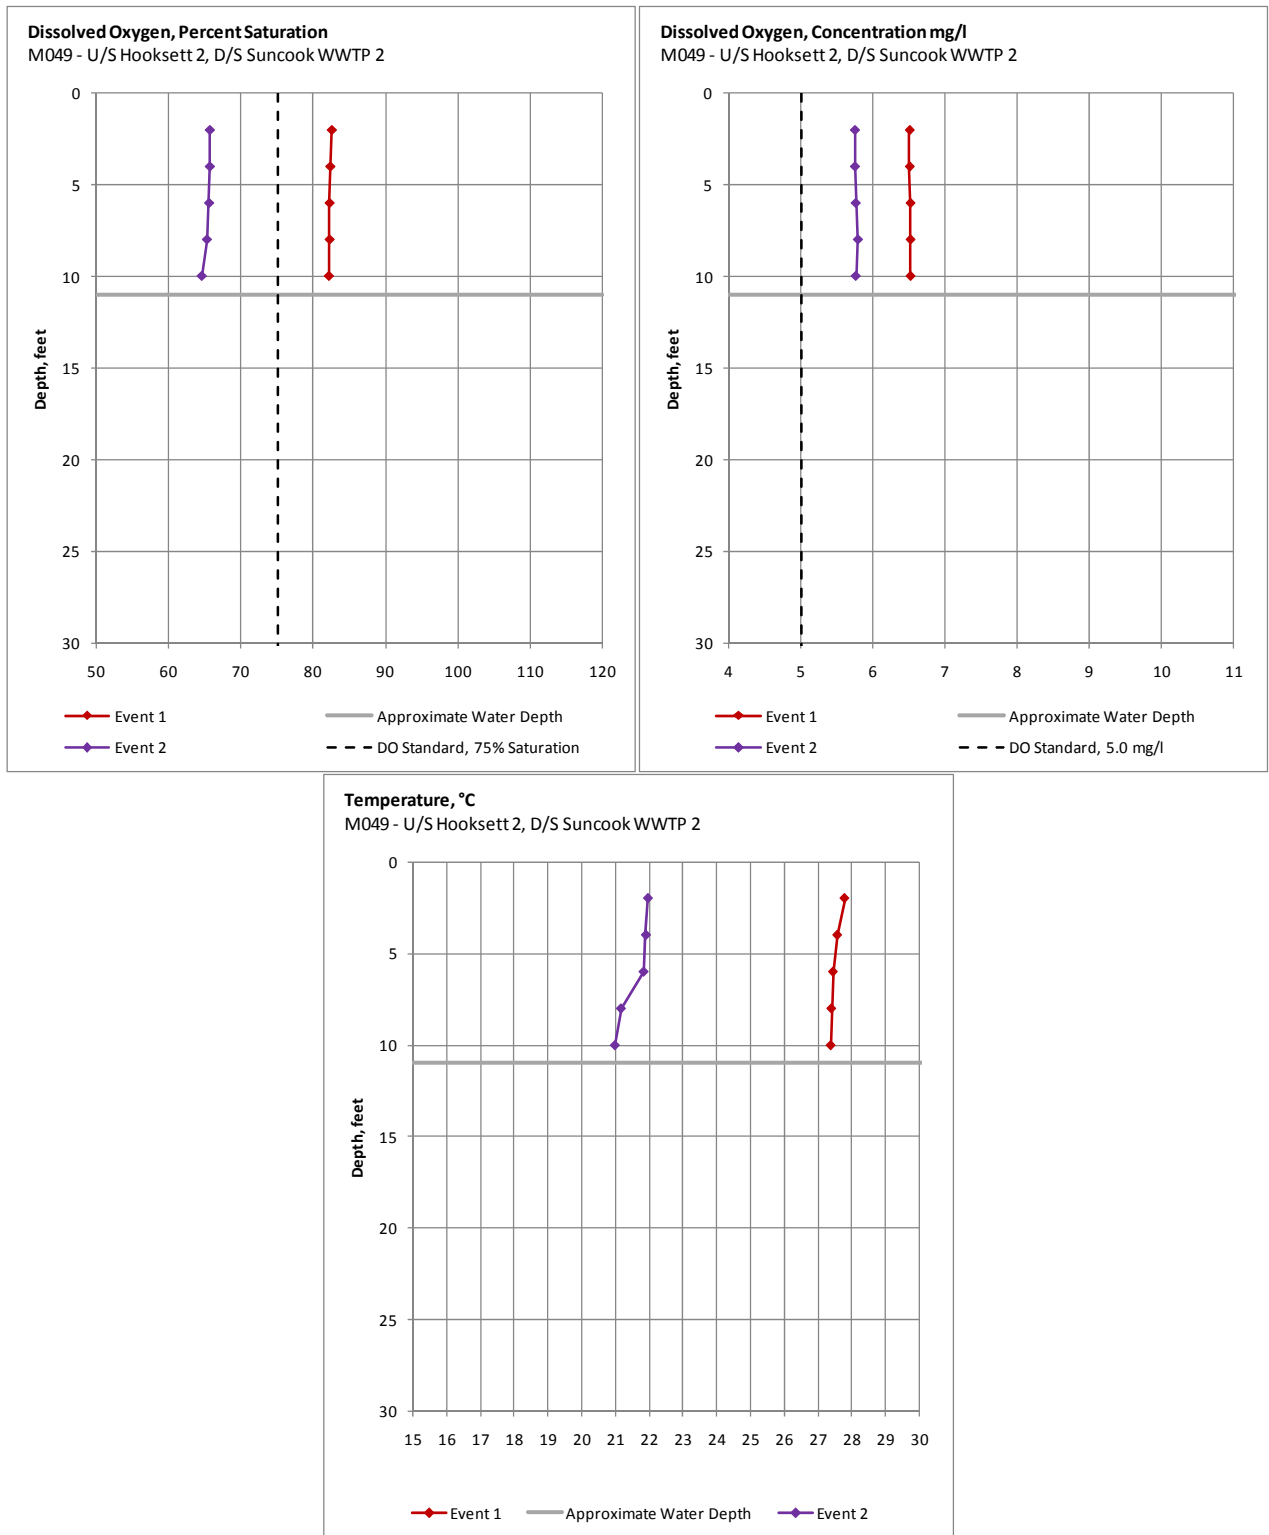 Dissolved Oxygen, Percent Saturation
M049 - U/S Hooksett 2, D/S Suncook WWTP 2
0
5
10
15
20
25
30
Depth, feet
50 60 70 80 90 100 110 120
Event 1 Approximate Water Depth
Event 2 DO Standard, 75% Saturation
Dissolved Oxygen, Concentration mg/l
M049 - U/S Hooksett 2, D/S Suncook WWTP 2
0
5
10
15
20
25
30
Depth, feet
4 5 6 7 8 9 10 11
Event 1 Approximate Water Depth
Event 2 DO Standard, 5.0 mg/l
Temperature, °C
M049 - U/S Hooksett 2, D/S Suncook WWTP 2
0
5
10
15
20
25
30
Depth, feet
15 16 17 18 19 20 21 22 23 24 25 26 27 28 29 30
Event 1 Approximate Water Depth Event 2